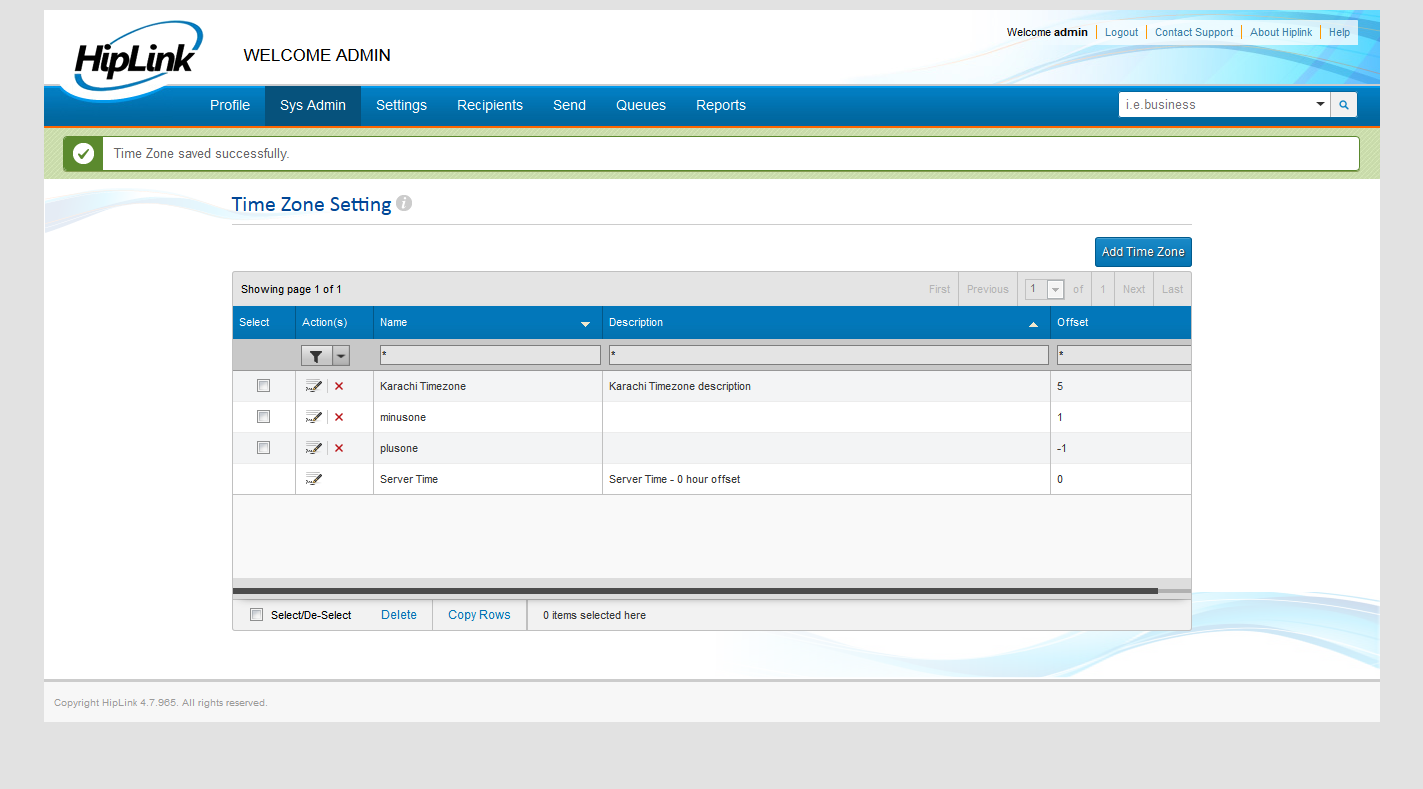 HipLink
WELCOME ADMIN
Welcome admin Logout Contact Support About Hiplink Help
Profile Sys Admin Settings Recipients Send Queues Reports i.e.business
Time Zone saved successfully.
Time Zone Setting i
Add Time Zone
Showing page 1 of 1 First Previous 1 of 1 Next Last
Select Action(s) Name Description Offset
* * *
Karachi Timezone Karachi Timezone description 5
minusone 1
plusone -1
Server Time Server Time - 0 hour offset 0
Select/De-Select Delete Copy Rows 0 items selected here
Copyright HipLink 4.7.965. All rights reserved.